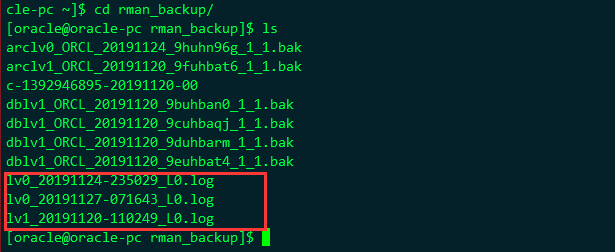 cle-pc ~]$ cd rman_backup/
[oracle@oracle-pc rman_backup]$ ls
arclv0_ORCL_20191124_9huhn96g_1_1.bak
arclv1_ORCL_20191120_9fuhbat6_1_1.bak
c-1392946895-20191120-00
dblv1_ORCL_20191120_9buhban0_1_1.bak
dblv1_ORCL_20191120_9cuhbaqj_1_1.bak
dblv1_ORCL_20191120_9duhbarm_1_1.bak
dblv1_ORCL_20191120_9euhbat4_1_1.bak
lv0_20191124-235029_L0.log
lv0_20191127-071643_L0.log
lv1_20191120-110249_L0.log
[oracle@oracle-pc rman_backup]$